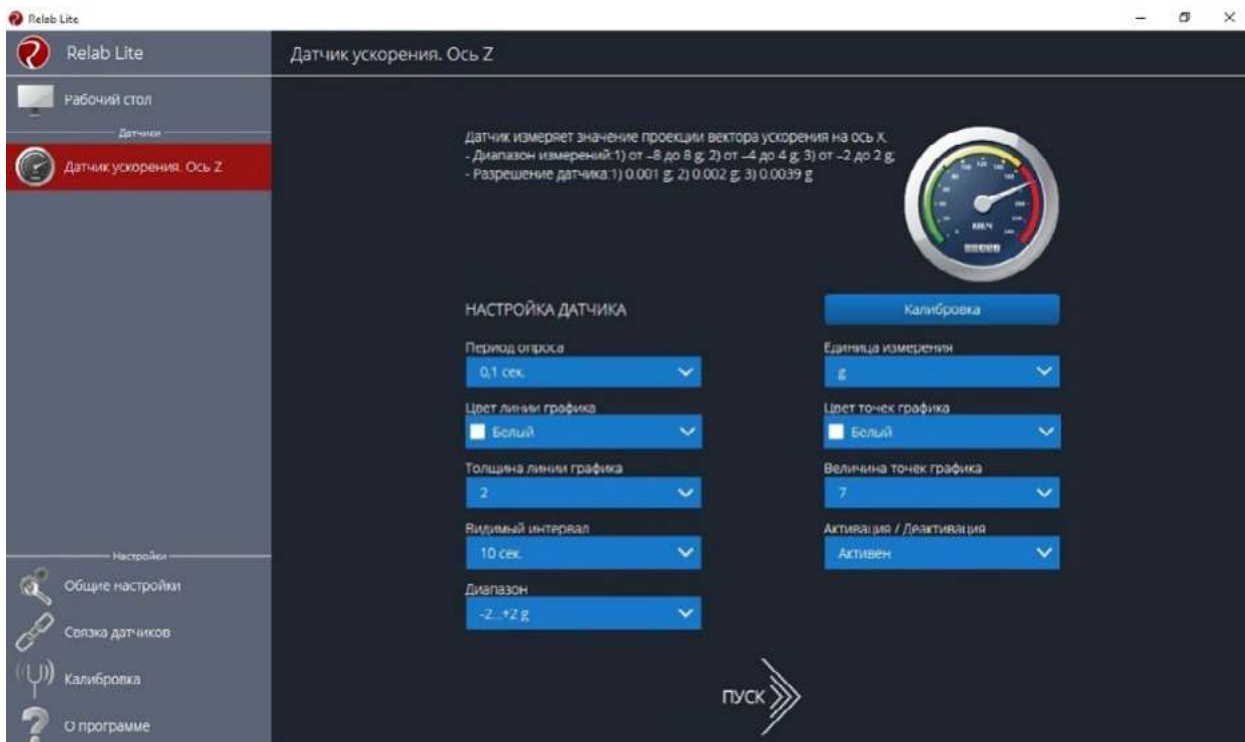 Relab Lite
Relab Lite
Датчик ускорения. Ось Z
Рабочий стол
Датчики
Датчик ускорения. Ось Z
Датчик измеряет значение проекции вектора ускорения на ось X.
- Диапазон измерений:1) от –8 до 8 g; 2) от –4 до 4 g; 3) от –2 до 2 g;
- Разрешение датчика:1) 0.001 g; 2) 0.002 g; 3) 0.0039 g
НАСТРОЙКА ДАТЧИКА
Калибровка
Период опроса
Единица измерения
0,1 сек.
g
Цвет линии графика
Цвет точек графика
Белый
Белый
Толщина линии графика
Величина точек графика
2
7
Видимый интервал
Активация / Деактивация
10 сек.
Активен
Диапазон
-2...+2 g
Настройки
Общие настройки
Связка датчиков
Калибровка
О программе
ПУСК